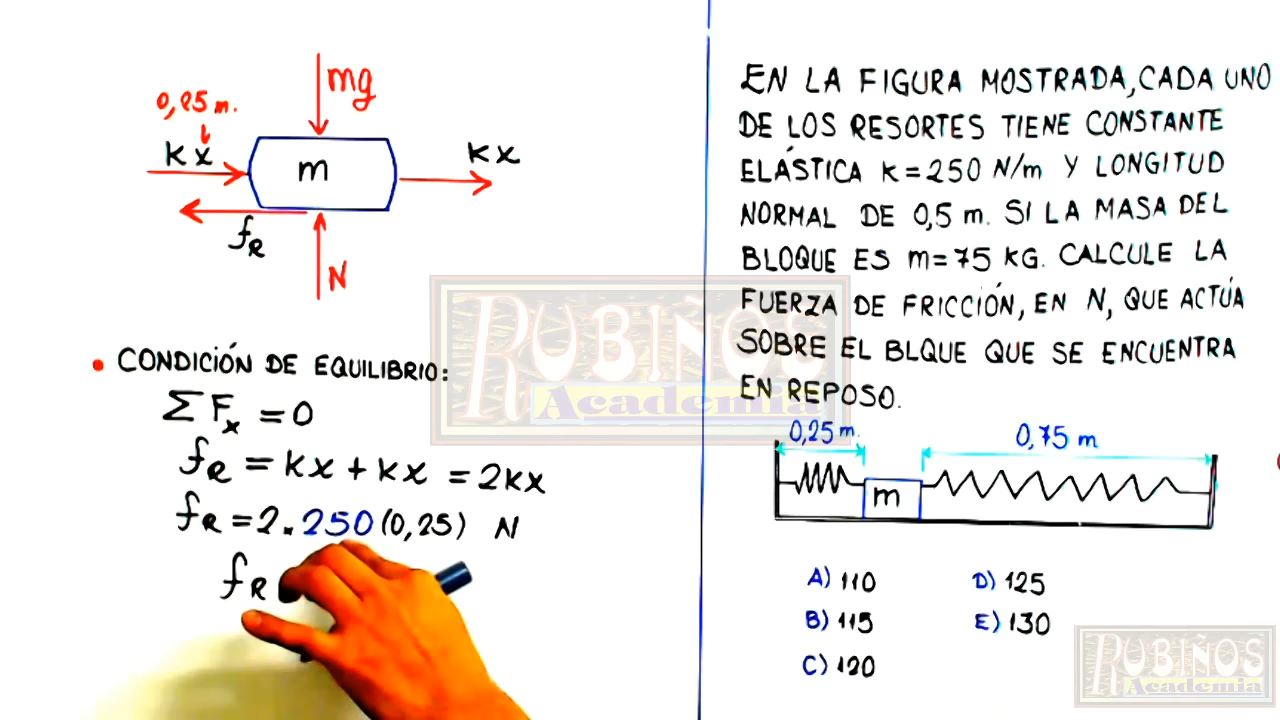 mg
0,25 m.
kx
m
kx
fR
N
• CONDICIÓN DE EQUILIBRIO:
ΣFx = 0
fR = kx + kx = 2kx
fR = 2.250(0,25) N
fR
EN LA FIGURA MOSTRADA, CADA UNO
DE LOS RESORTES TIENE CONSTANTE
ELÁSTICA K=250 N/m Y LONGITUD
NORMAL DE 0,5 m. SI LA MASA DEL
BLOQUE ES m=75 KG. CALCULE LA
FUERZA DE FRICCIÓN, EN N, QUE ACTÚA
SOBRE EL BLQUE QUE SE ENCUENTRA
EN REPOSO.
0,25 m.
0,75 m
m
A) 110
B) 115
C) 120
D) 125
E) 130
RUBIÑOS
Academia
RUBIÑOS
Academia